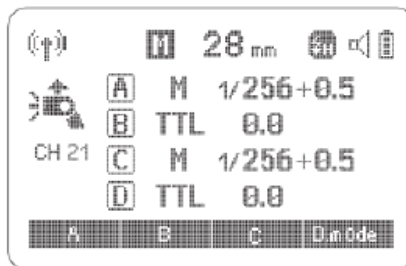 M 28 mm
A M 1/256+0.5
B TTL 0.0
CH 21
C M 1/256+0.5
D TTL 0.0
A B C D.mode